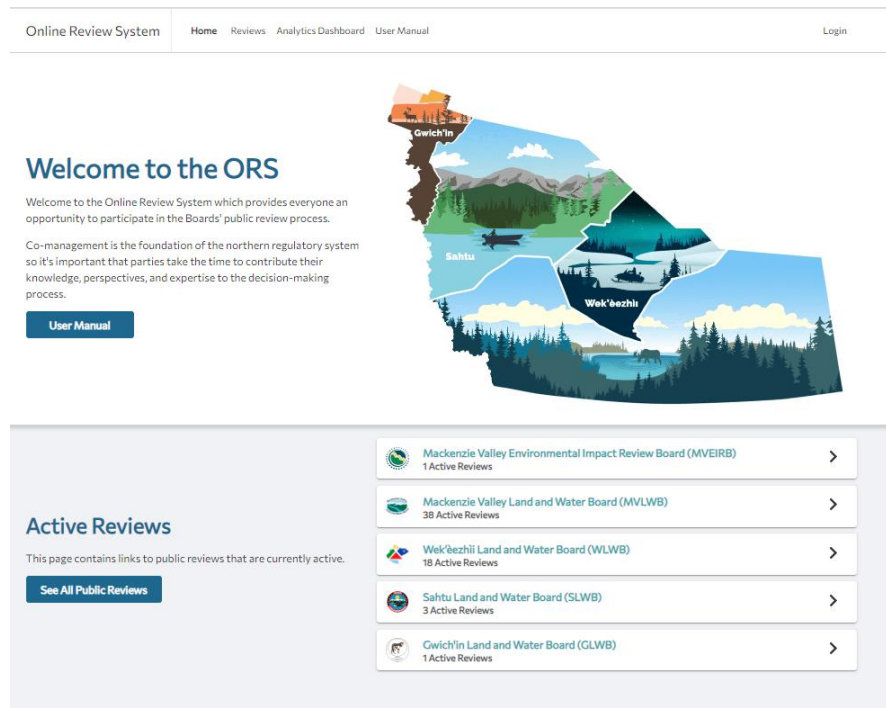 Online Review System
Home Reviews Analytics Dashboard User Manual
Login
Gwich'in
Sahtu
Wek'èezhìı
Welcome to the ORS
Welcome to the Online Review System which provides everyone an
opportunity to participate in the Boards' public review process.
Co-management is the foundation of the northern regulatory system
so it's important that parties take the time to contribute their
knowledge, perspectives, and expertise to the decision-making
process.
User Manual
Active Reviews
This page contains links to public reviews that are currently active.
See All Public Reviews
Mackenzie Valley Environmental Impact Review Board (MVEIRB)
1 Active Reviews
Mackenzie Valley Land and Water Board (MVLWB)
38 Active Reviews
Wek'èezhìi Land and Water Board (WLWB)
18 Active Reviews
Sahtu Land and Water Board (SLWB)
3 Active Reviews
Gwich'in Land and Water Board (GLWB)
1 Active Reviews